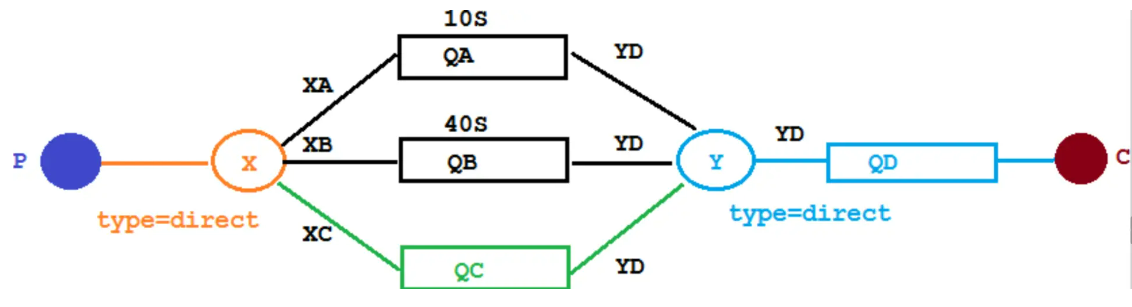 10S
QA
YD
XA
40S
XB
YD
YD
P
X
QB
Y
QD
C
type=direct
type=direct
XC
QC
YD